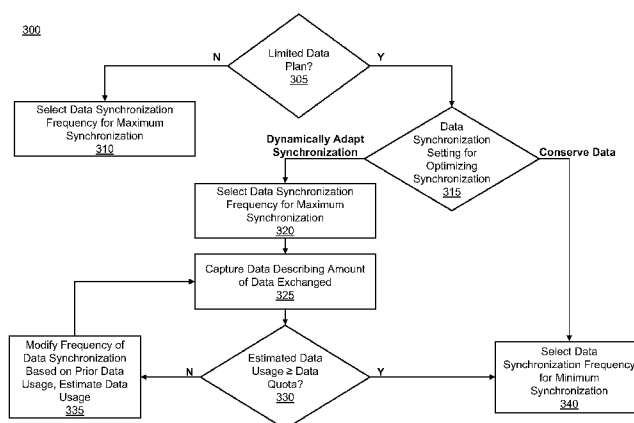 300
Limited Data
Plan?
305
N
Y
Select Data Synchronization
Frequency for Maximum
Synchronization
310
Data
Synchronization
Setting for
Optimizing
Synchronization
315
Dynamically Adapt
Synchronization
Conserve Data
Select Data Synchronization
Frequency for Maximum
Synchronization
320
Capture Data Describing Amount
of Data Exchanged
325
Estimated Data
Usage ≥ Data
Quota?
330
N
Y
Modify Frequency of
Data Synchronization
Based on Prior Data
Usage, Estimate Data
Usage
335
Select Data
Synchronization Frequency
for Minimum
Synchronization
340